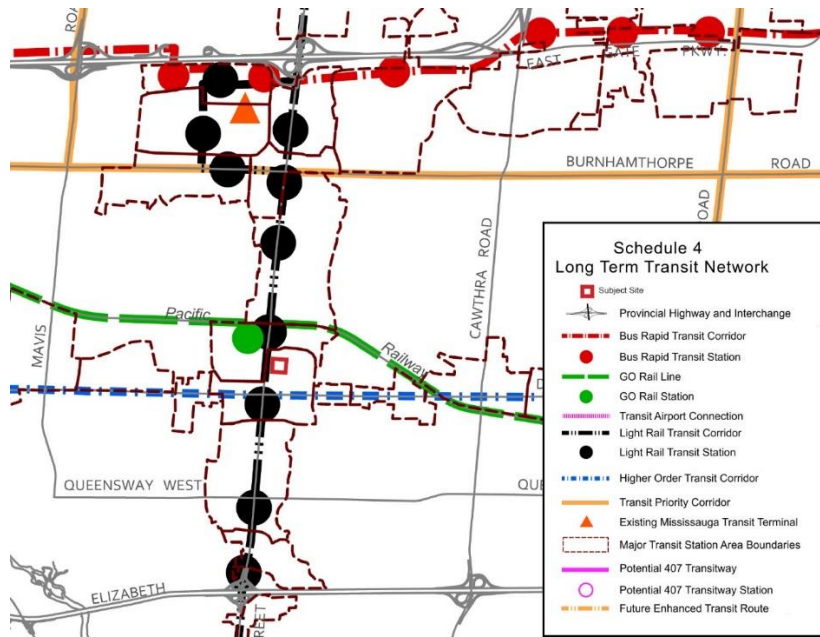 ROAD
EAST GATE PKWY.
BURNHAMTHORPE ROAD
ROAD
CAWTHRA ROAD
MAVIS
Pacific
Railway
D
QUEENSWAY WEST
QUE
ELIZABETH
REET
Schedule 4
Long Term Transit Network
Subject Site
Provincial Highway and Interchange
Bus Rapid Transit Corridor
Bus Rapid Transit Station
GO Rail Line
GO Rail Station
Transit Airport Connection
Light Rail Transit Corridor
Light Rail Transit Station
Higher Order Transit Corridor
Transit Priority Corridor
Existing Mississauga Transit Terminal
Major Transit Station Area Boundaries
Potential 407 Transitway
Potential 407 Transitway Station
Future Enhanced Transit Route